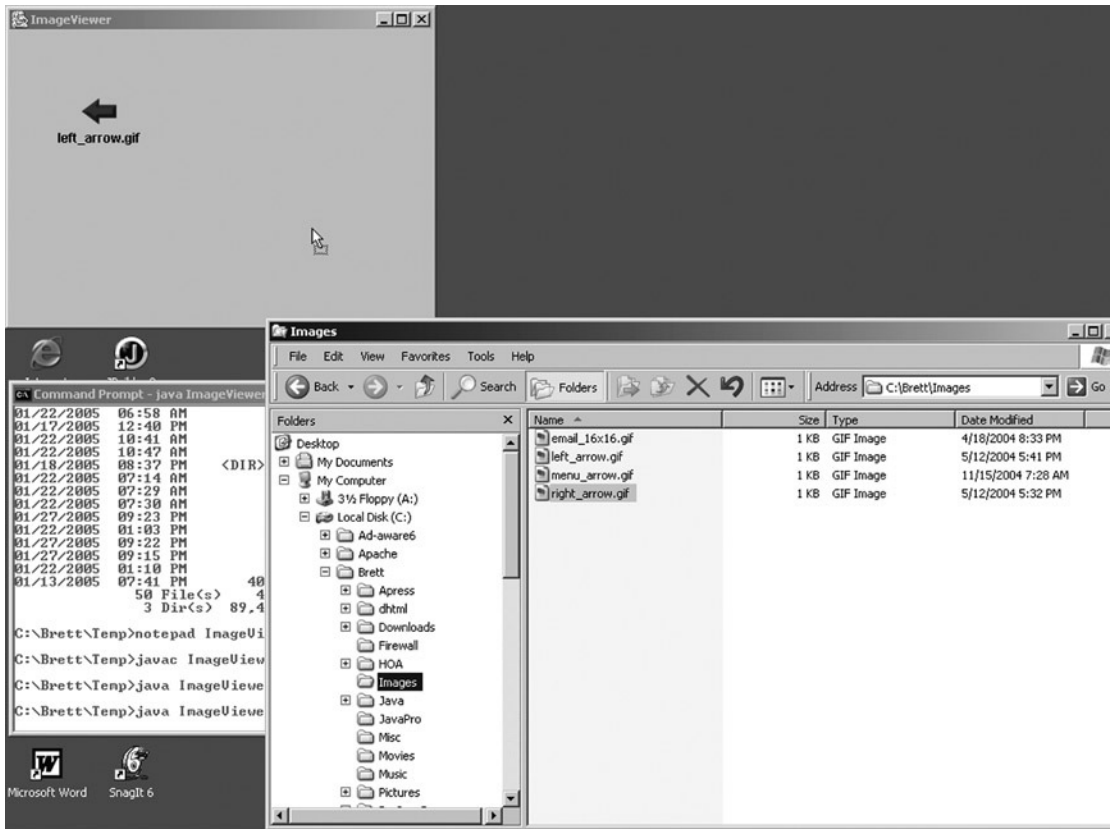 ImageViewer
left_arrow.gif
Command Prompt - java ImageViewer
01/22/2005 06:58 AM
01/17/2005 12:40 PM
01/22/2005 10:41 AM
01/22/2005 10:47 AM
01/18/2005 08:37 PM <DIR>
01/22/2005 07:14 AM
01/22/2005 07:29 AM
01/22/2005 07:30 AM
01/27/2005 09:23 PM
01/22/2005 01:03 PM
01/27/2005 09:22 PM
01/27/2005 09:15 PM
01/22/2005 01:10 PM
01/13/2005 07:41 PM 40
50 File(s) 4
3 Dir(s) 89,4
C:\Brett\Temp>notepad ImageVi
C:\Brett\Temp>javac ImageView
C:\Brett\Temp>java ImageViewe
C:\Brett\Temp>java ImageViewe
Microsoft Word
SnagIt 6
Images
File Edit View Favorites Tools Help
Back Search Folders Address C:\Brett\Images Go
Folders x
Desktop
My Documents
My Computer
3½ Floppy (A:)
Local Disk (C:)
Ad-aware6
Apache
Brett
Apress
dhtml
Downloads
Firewall
HOA
Images
Java
JavaPro
Misc
Movies
Music
Pictures
Name Size Type Date Modified
email_16x16.gif 1 KB GIF Image 4/18/2004 8:33 PM
left_arrow.gif 1 KB GIF Image 5/12/2004 5:41 PM
menu_arrow.gif 1 KB GIF Image 11/15/2004 7:28 AM
right_arrow.gif 1 KB GIF Image 5/12/2004 5:32 PM